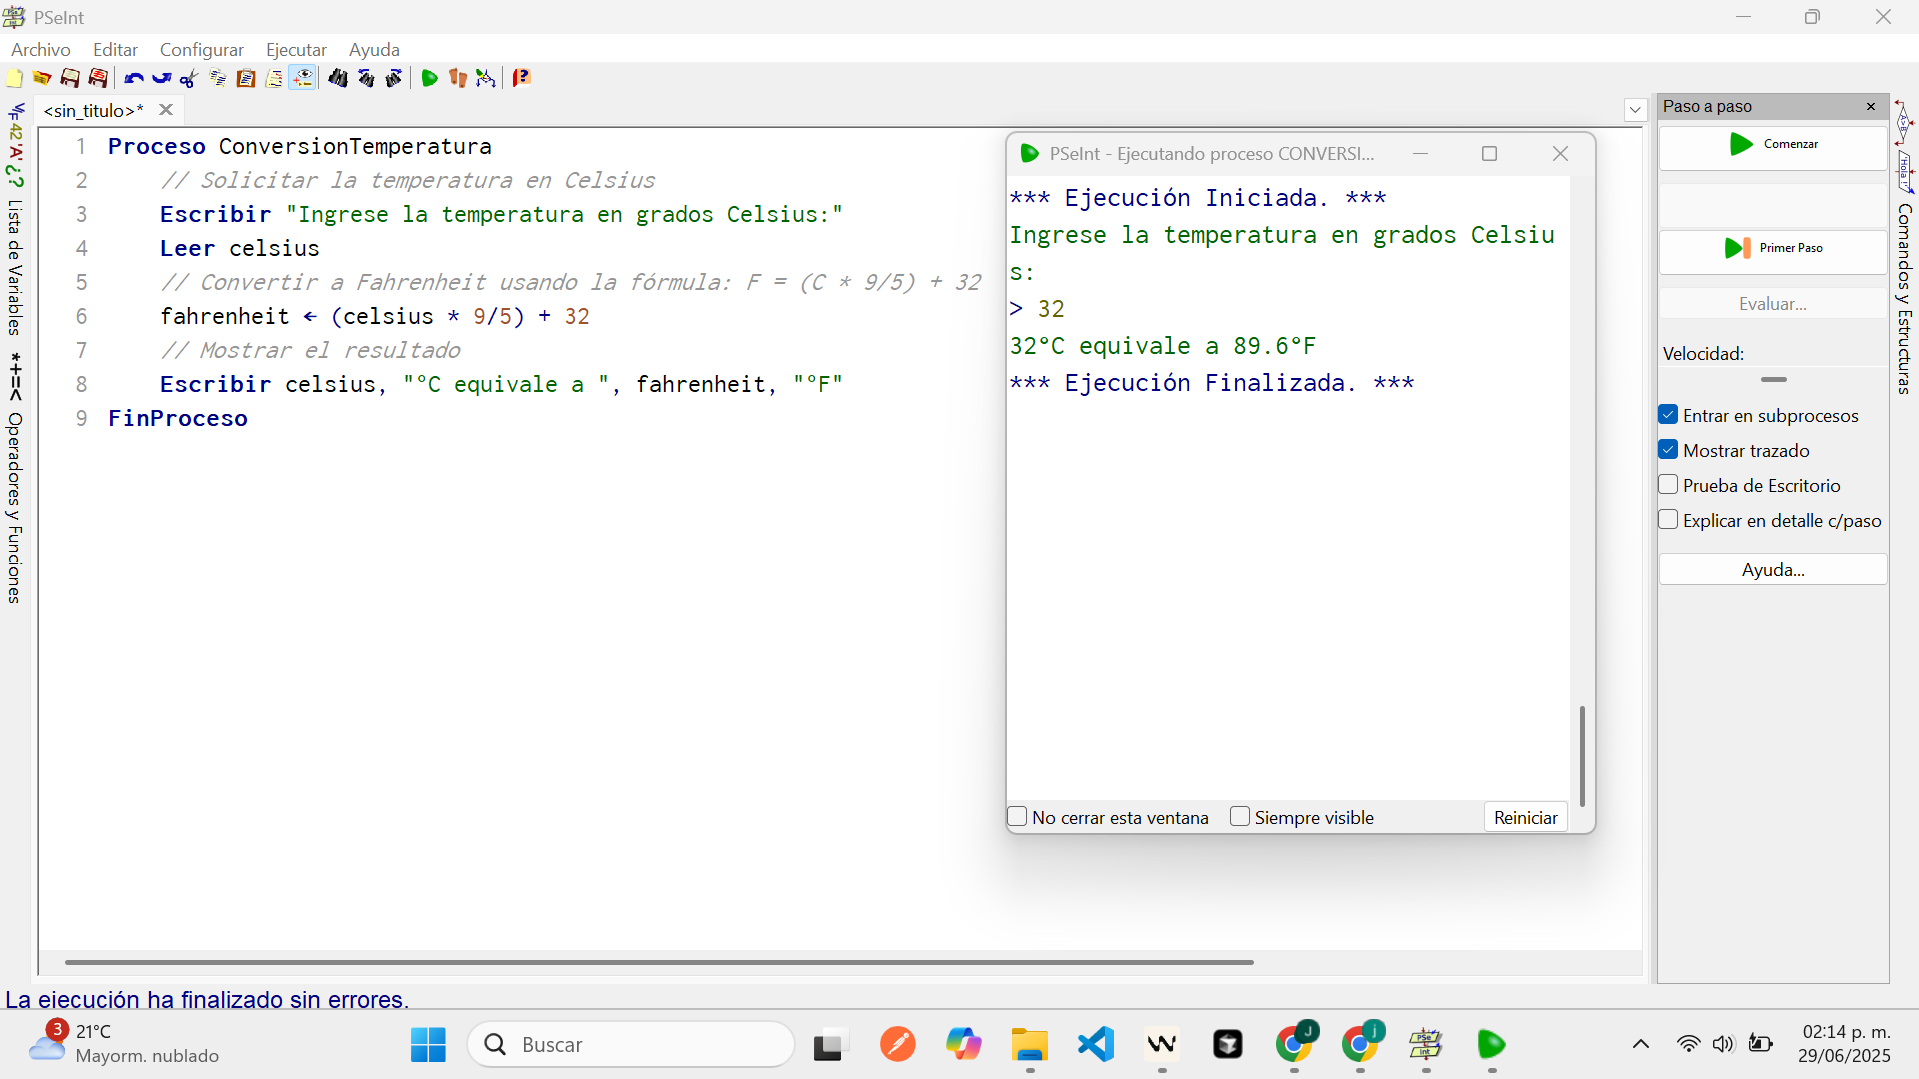 PSeInt
Archivo Editar Configurar Ejecutar Ayuda
<sin_titulo>*
Lista de Variables
Operadores y Funciones
1 Proceso ConversionTemperatura
2 // Solicitar la temperatura en Celsius
3 Escribir "Ingrese la temperatura en grados Celsius:"
4 Leer celsius
5 // Convertir a Fahrenheit usando la fórmula: F = (C * 9/5) + 32
6 fahrenheit ← (celsius * 9/5) + 32
7 // Mostrar el resultado
8 Escribir celsius, "°C equivale a ", fahrenheit, "°F"
9 FinProceso
PSeInt - Ejecutando proceso CONVERSI...
*** Ejecución Iniciada. ***
Ingrese la temperatura en grados Celsiu
s:
> 32
32°C equivale a 89.6°F
*** Ejecución Finalizada. ***
No cerrar esta ventana
Siempre visible
Reiniciar
Paso a paso
Comenzar
Primer Paso
Evaluar...
Velocidad:
Entrar en subprocesos
Mostrar trazado
Prueba de Escritorio
Explicar en detalle c/paso
Ayuda...
Comandos y Estructuras
La ejecución ha finalizado sin errores.
3
21°C
Mayorm. nublado
Buscar
02:14 p. m.
29/06/2025